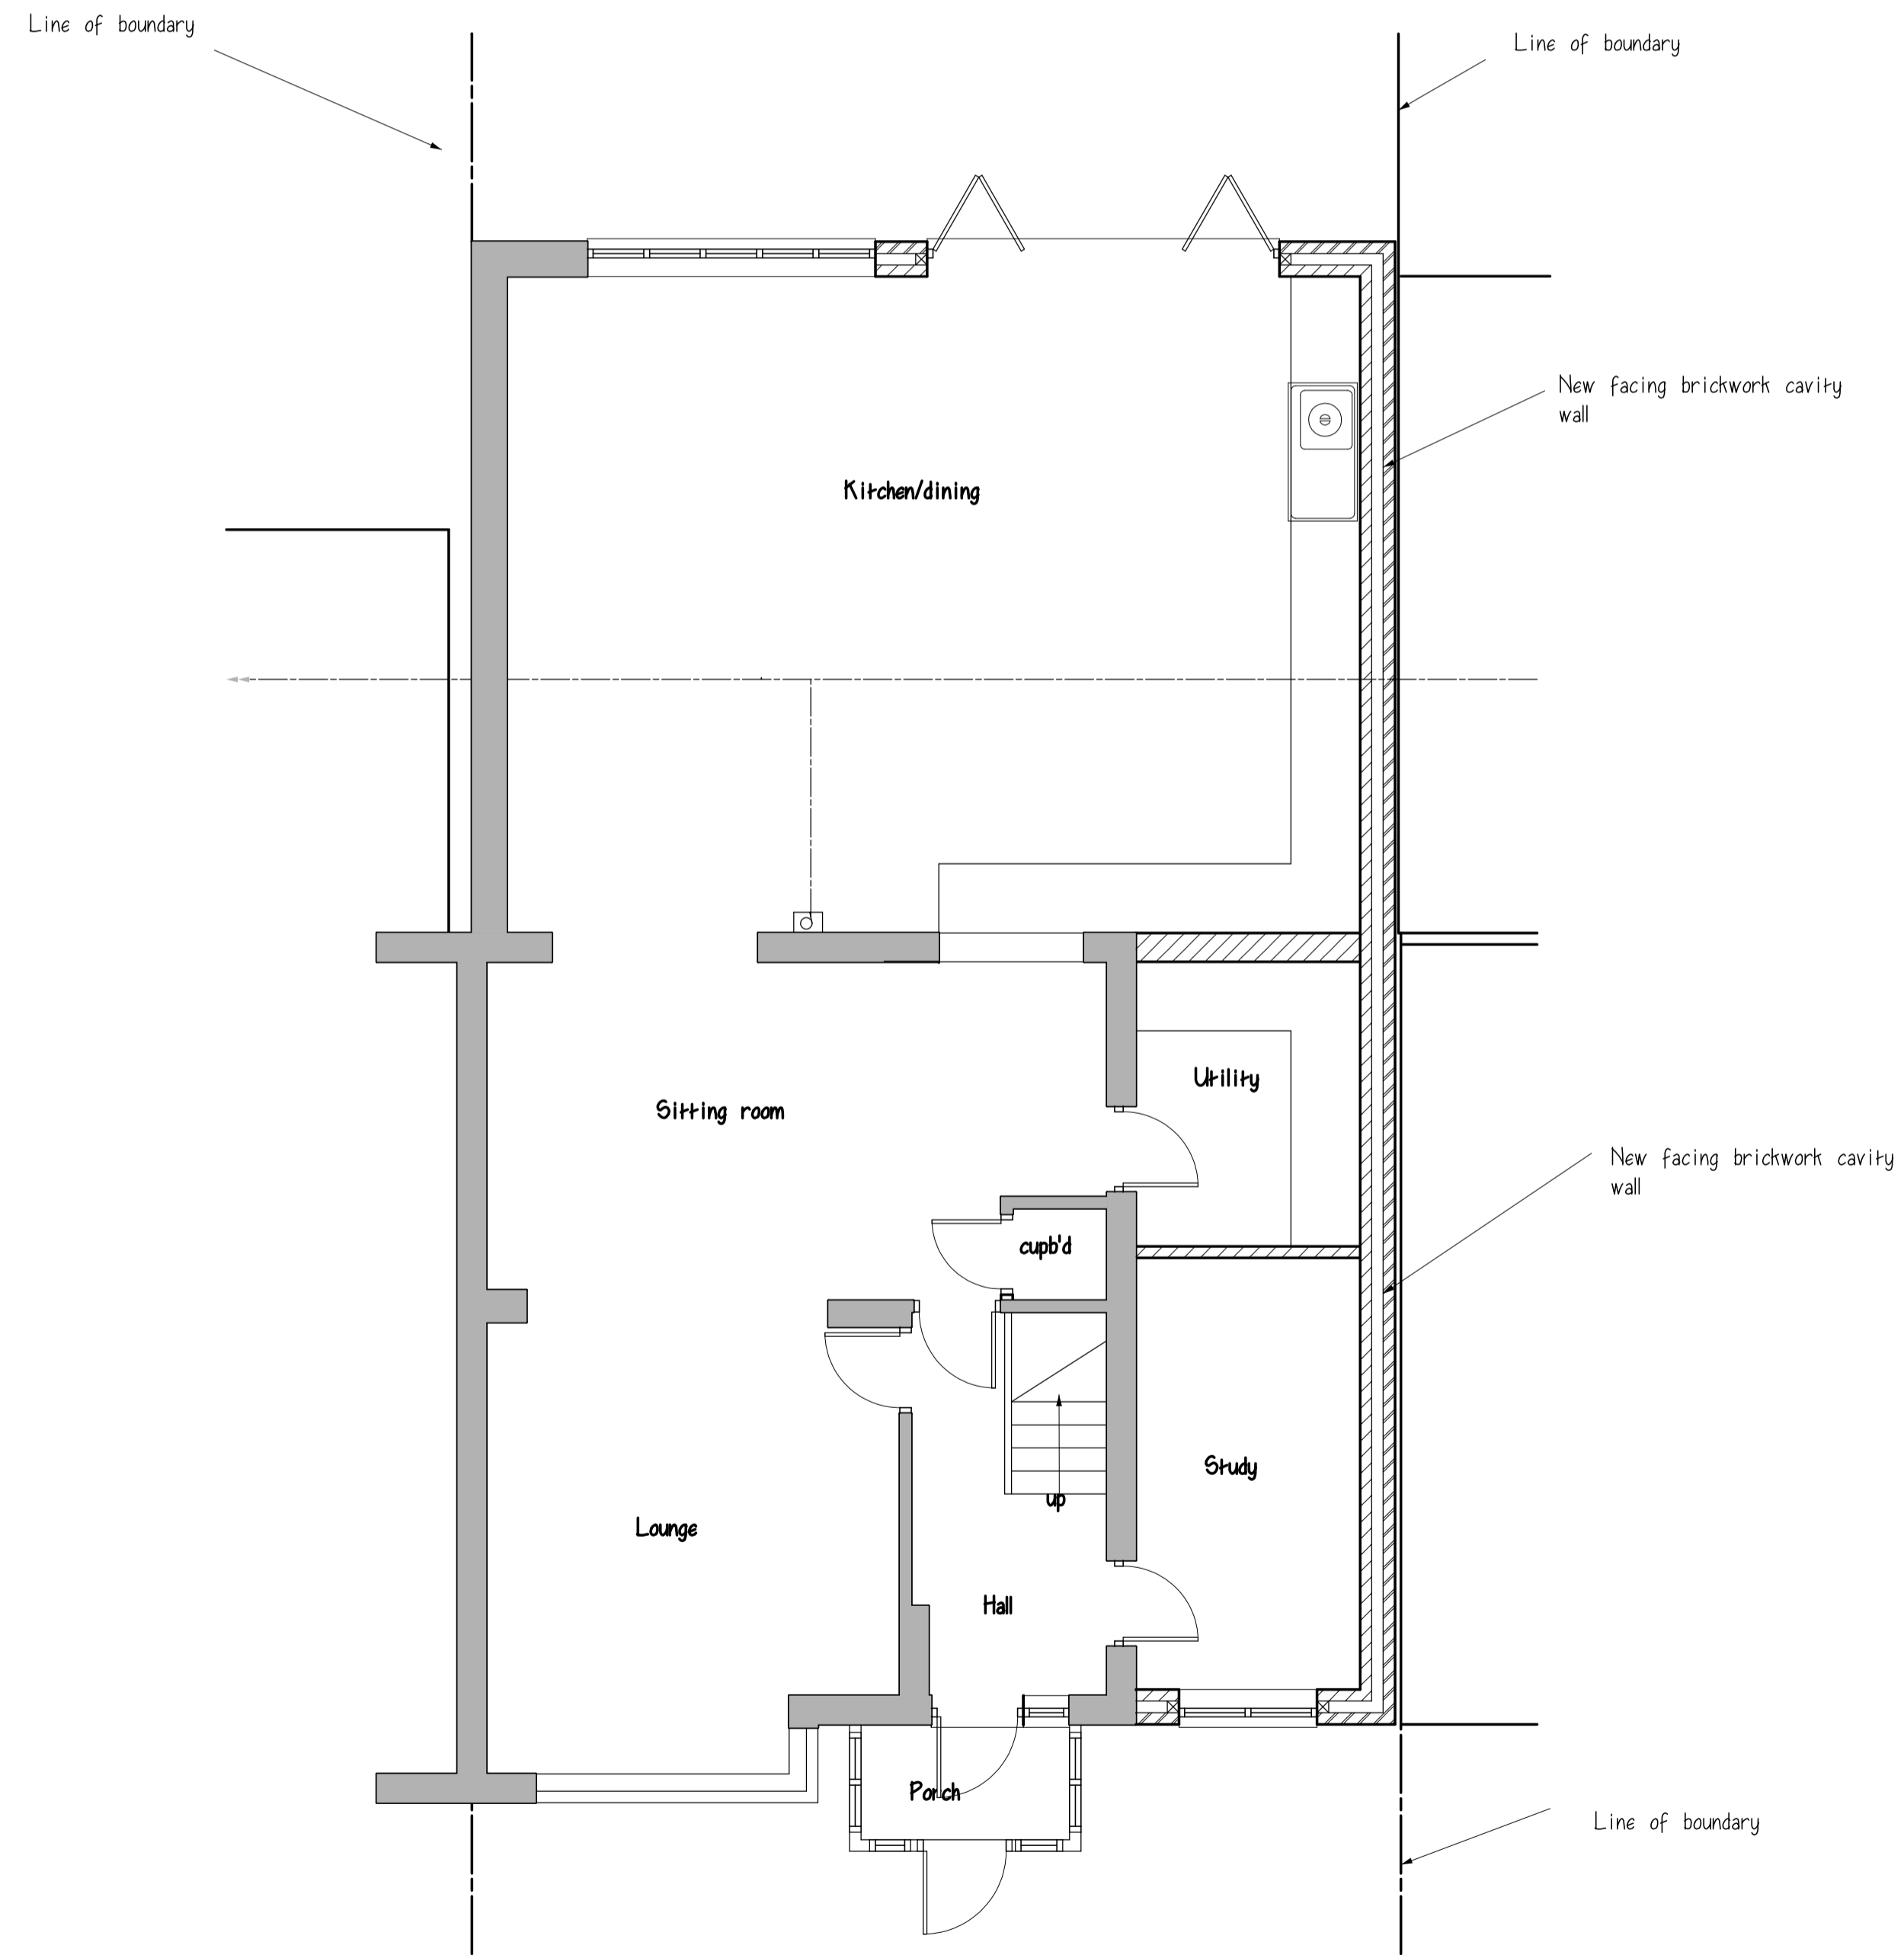 Line of boundary
Line of boundary
New facing brickwork cavity
wall
Kitchen/dining
Utility
Sitting room
New facing brickwork cavity
wall
cupb'd
Study
up
Lounge
Hall
Porch
Line of boundary